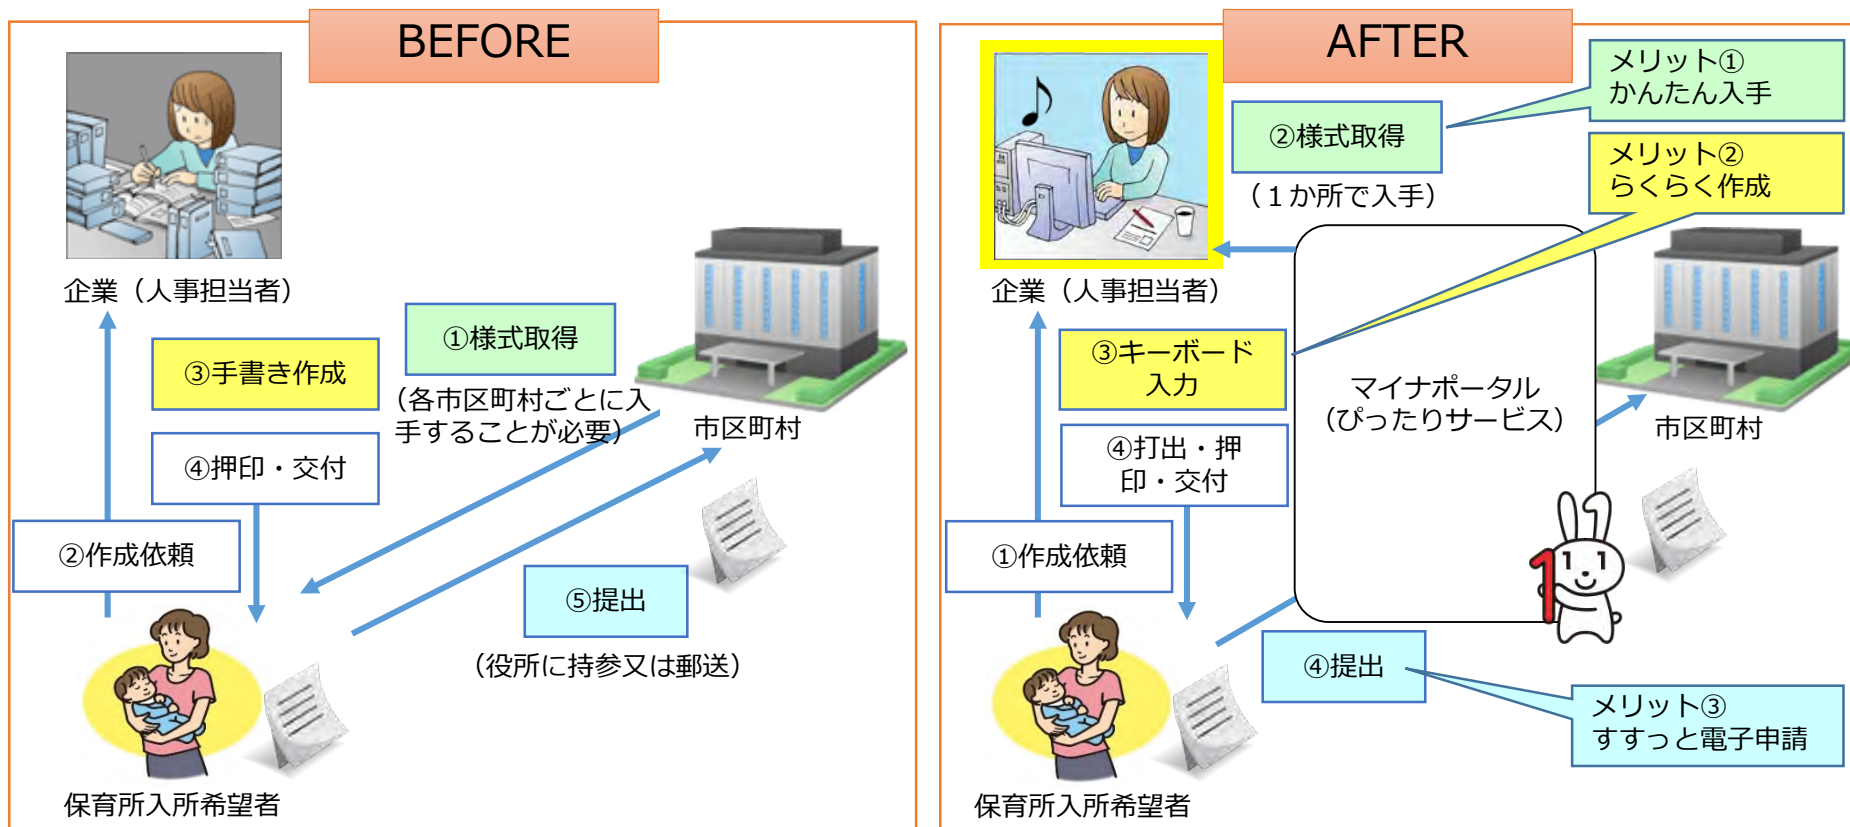 BEFORE
企業（人事担当者）
①様式取得
（各市区町村ごとに入
手することが必要）
③手書き作成
④押印・交付
②作成依頼
市区町村
⑤提出
（役所に持参又は郵送）
保育所入所希望者
AFTER
メリット①
かんたん入手
②様式取得
（１か所で入手）
メリット②
らくらく作成
企業（人事担当者）
③キーボード
入力
マイナポータル
（ぴったりサービス）
市区町村
④打出・押
印・交付
①作成依頼
1
④提出
メリット③
すすっと電子申請
保育所入所希望者